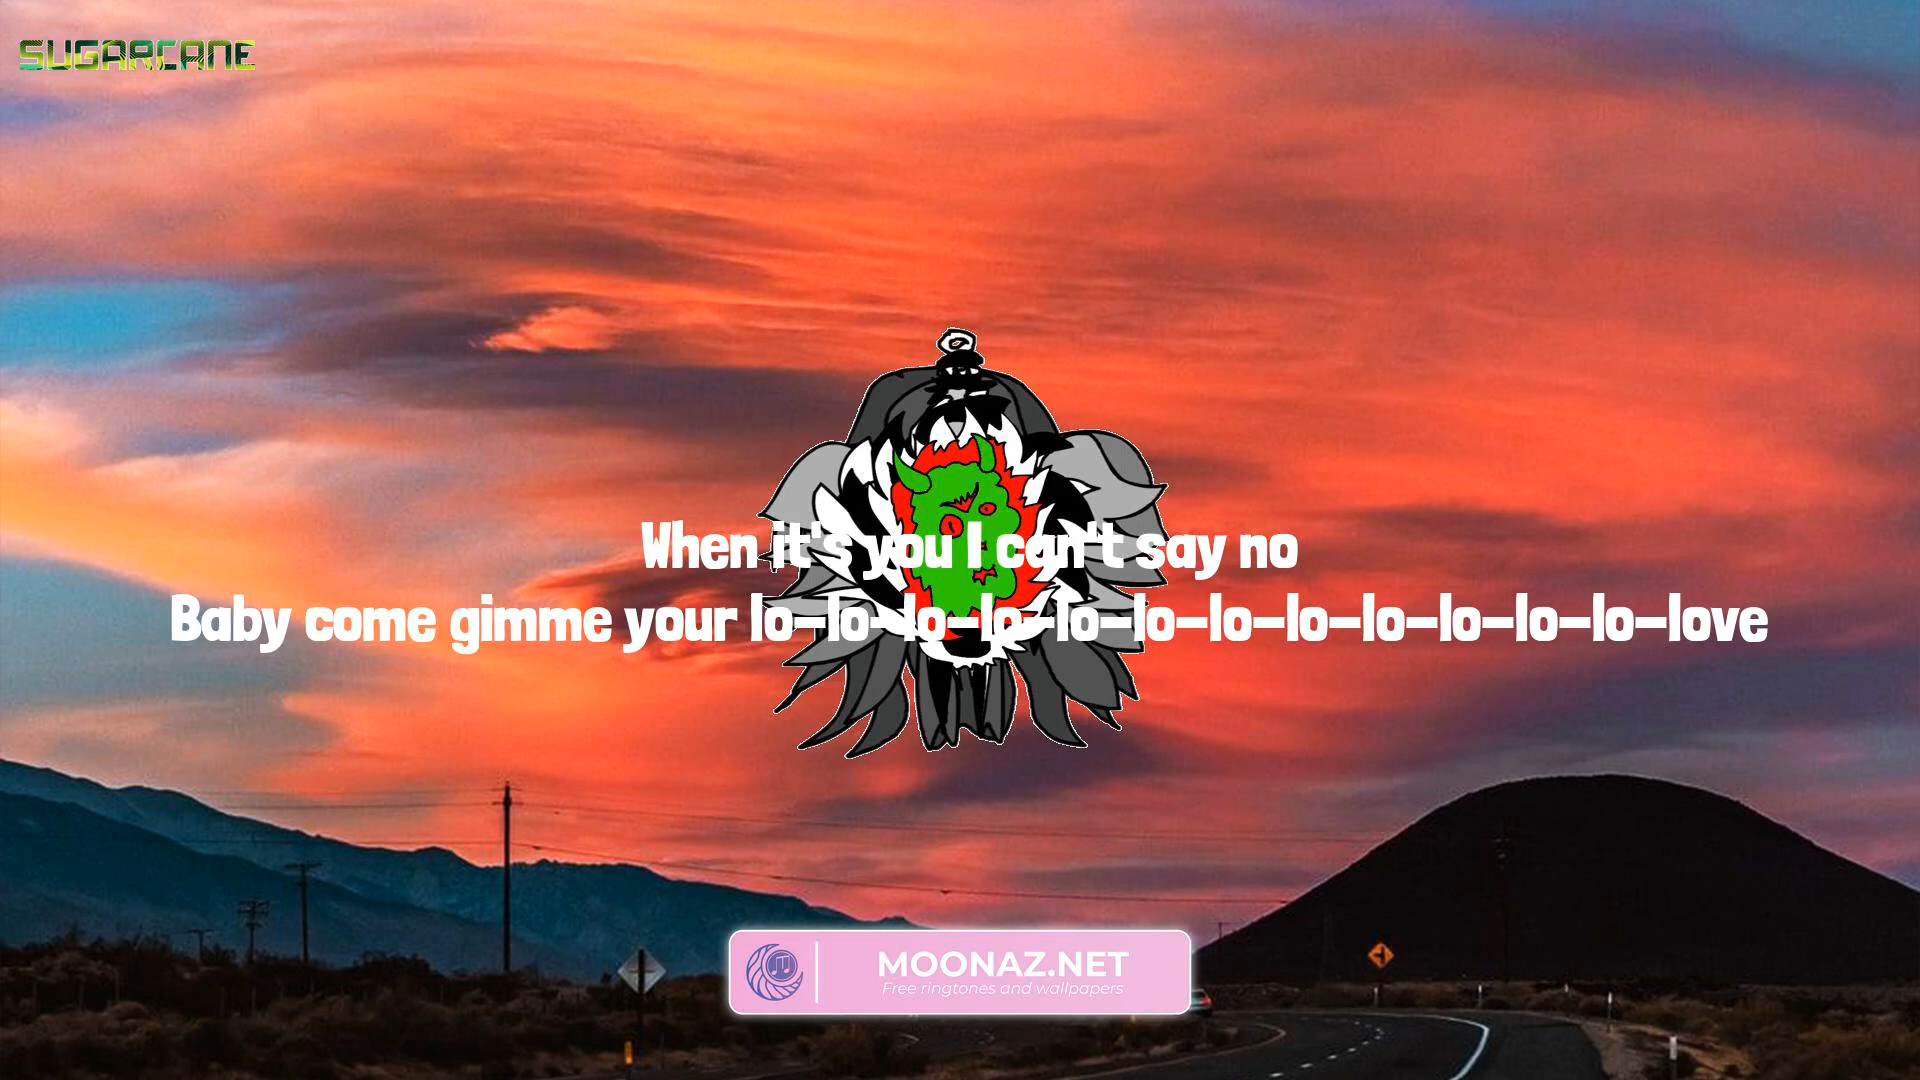 SUGARCANE
When it's you I can't say no
Baby come gimme your lo-lo-lo-lo-lo-lo-lo-lo-lo-lo-lo-lo-love
MOONAZ.NET
Free ringtones and wallpapers